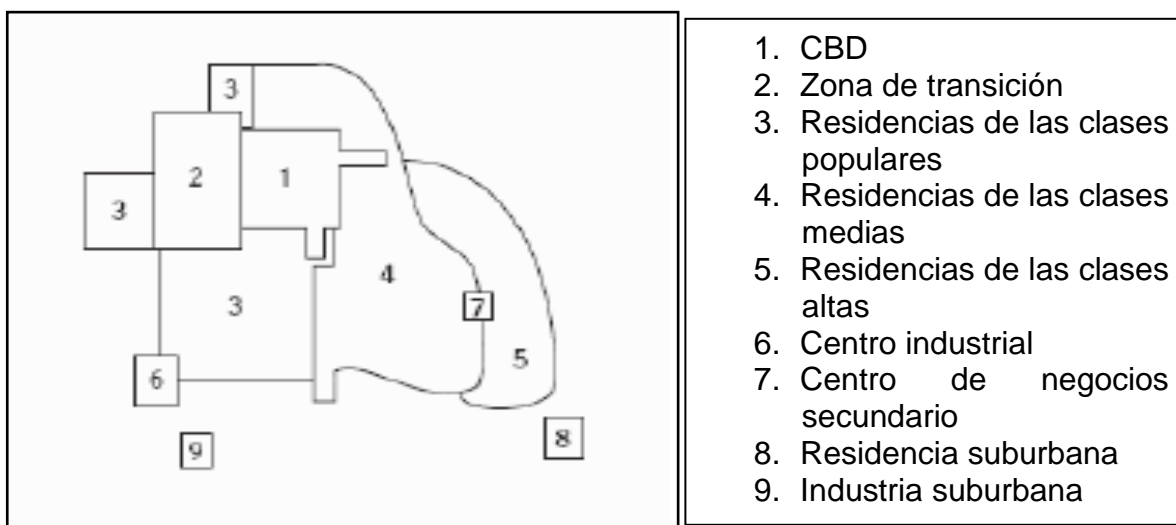 3
3
2
1
4
3
7
5
6
9
8
1. CBD
2. Zona de transición
3. Residencias de las clases
populares
4. Residencias de las clases
medias
5. Residencias de las clases
altas
6. Centro industrial
7. Centro de negocios
secundario
8. Residencia suburbana
9. Industria suburbana